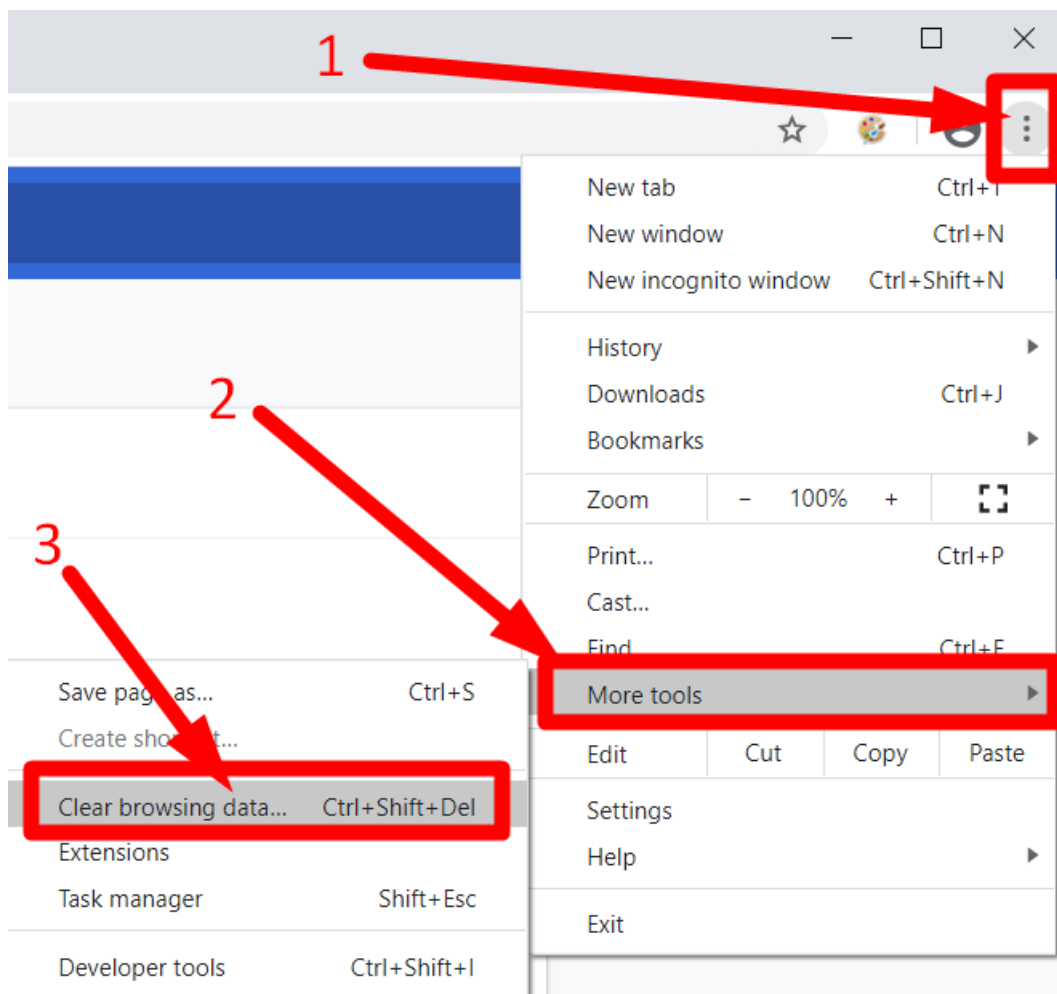 1
New tab Ctrl+T
New window Ctrl+N
New incognito window Ctrl+Shift+N
History
Downloads Ctrl+J
2
Bookmarks
Zoom - 100% +
3
Print... Ctrl+P
Cast...
Find... Ctrl+F
More tools
Edit Cut Copy Paste
Settings
Help
Exit
Save page as... Ctrl+S
Create shortcut...
Clear browsing data... Ctrl+Shift+Del
Extensions
Task manager Shift+Esc
Developer tools Ctrl+Shift+I